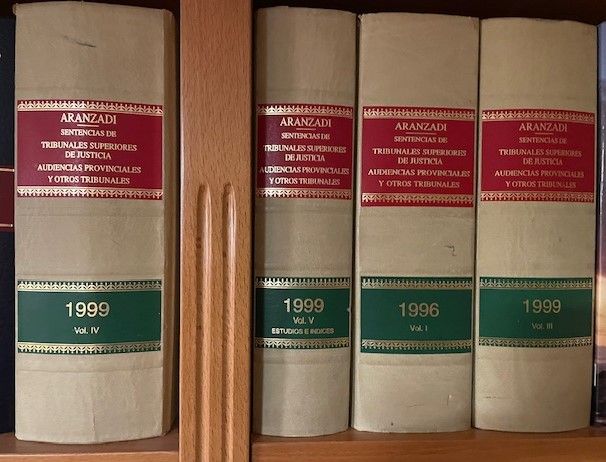 ARANZADI
SENTENCIAS DE
TRIBUNALES SUPERIORES
DE JUSTICIA
AUDIENCIAS PROVINCIALES
Y OTROS TRIBUNALES
1999
Vol. IV
ARANZADI
SENTENCIAS DE
TRIBUNALES SUPERIORES
DE JUSTICIA
AUDIENCIAS PROVINCIALES
Y OTROS TRIBUNALES
1999
Vol. V
ESTUDIOS E INDICES
ARANZADI
SENTENCIAS DE
TRIBUNALES SUPERIORES
DE JUSTICIA
AUDIENCIAS PROVINCIALES
Y OTROS TRIBUNALES
1996
Vol. I
ARANZADI
SENTENCIAS DE
TRIBUNALES SUPERIORES
DE JUSTICIA
AUDIENCIAS PROVINCIALES
Y OTROS TRIBUNALES
1999
Vol. III